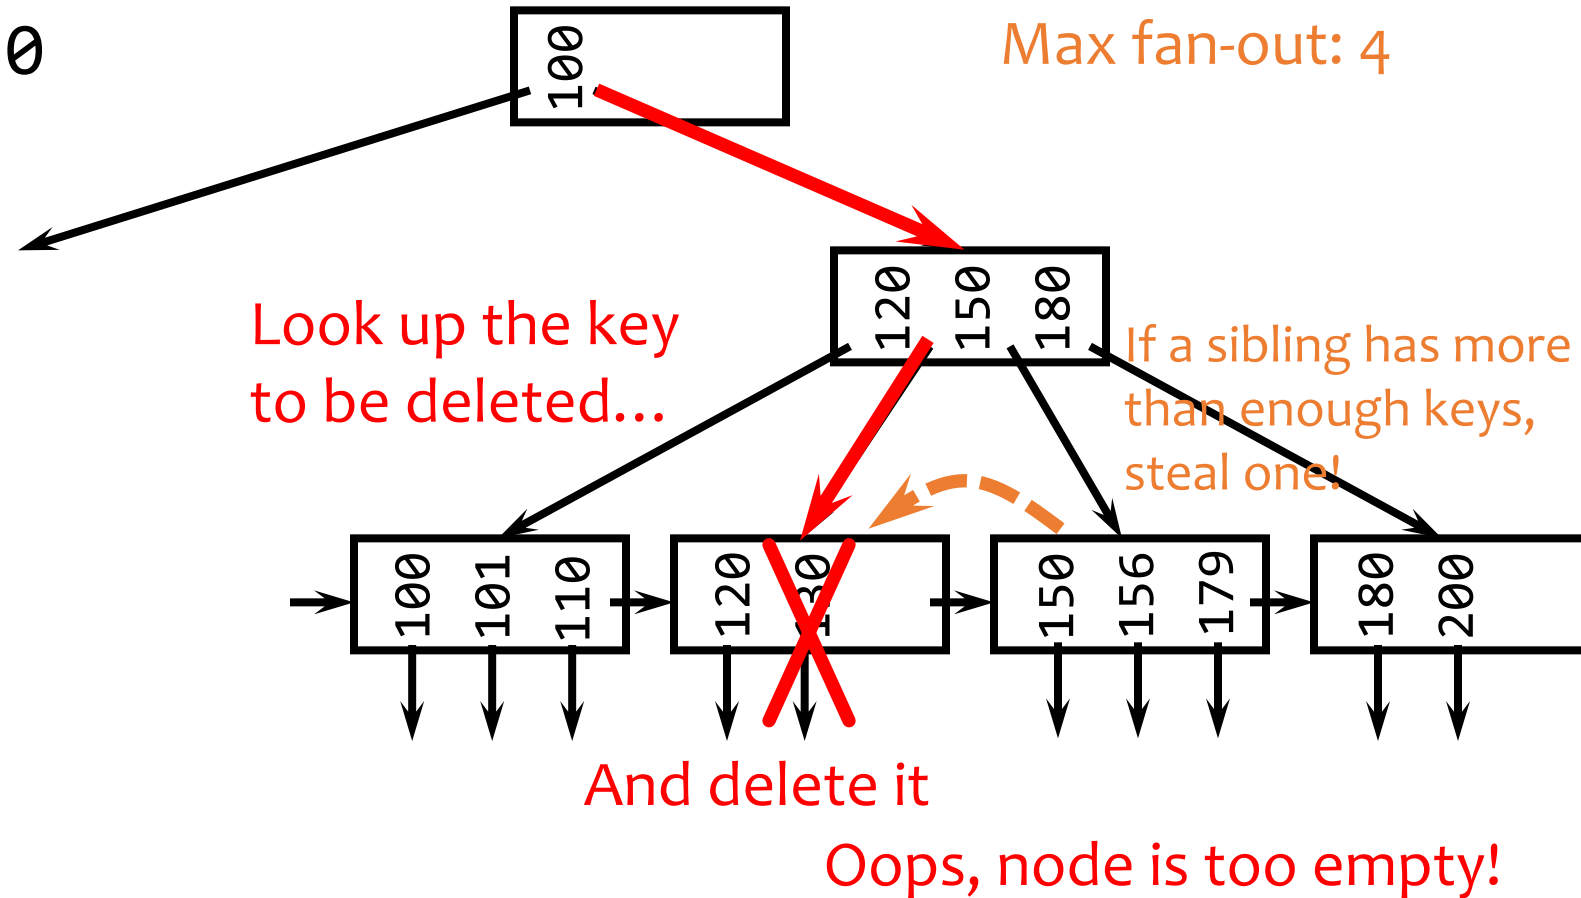 0
100
Max fan-out: 4
120 150 180
Look up the key
to be deleted...
If a sibling has more
than enough keys,
steal one!
100 101 110
120 130
150 156 179
180 200
And delete it
Oops, node is too empty!